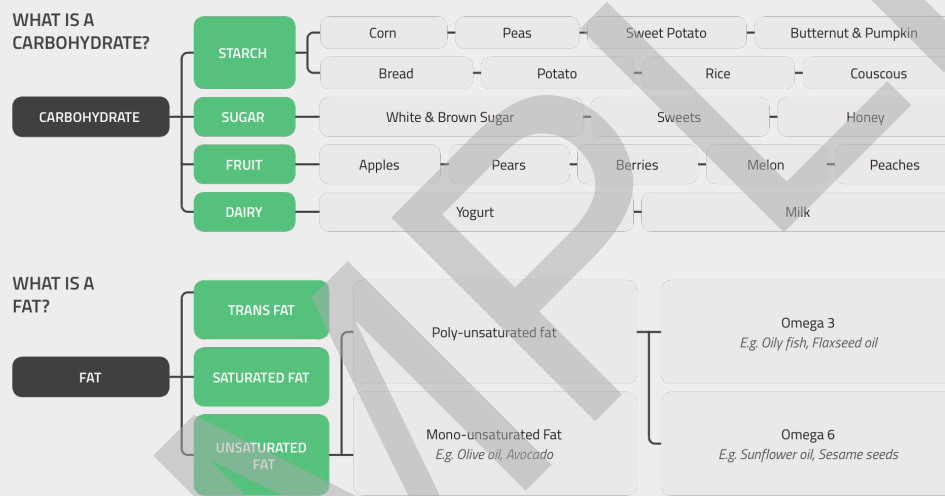 WHAT IS A
CARBOHYDRATE?
CARBOHYDRATE
STARCH
Corn
Peas
Sweet Potato
Butternut & Pumpkin
Bread
Potato
Rice
Couscous
SUGAR
White & Brown Sugar
Sweets
Honey
FRUIT
Apples
Pears
Berries
Melon
Peaches
DAIRY
Yogurt
Milk
WHAT IS A
FAT?
FAT
TRANS FAT
SATURATED FAT
UNSATURATED
FAT
Poly-unsaturated fat
Mono-unsaturated Fat
E.g. Olive oil, Avocado
Omega 3
E.g. Oily fish, Flaxseed oil
Omega 6
E.g. Sunflower oil, Sesame seeds
MPL